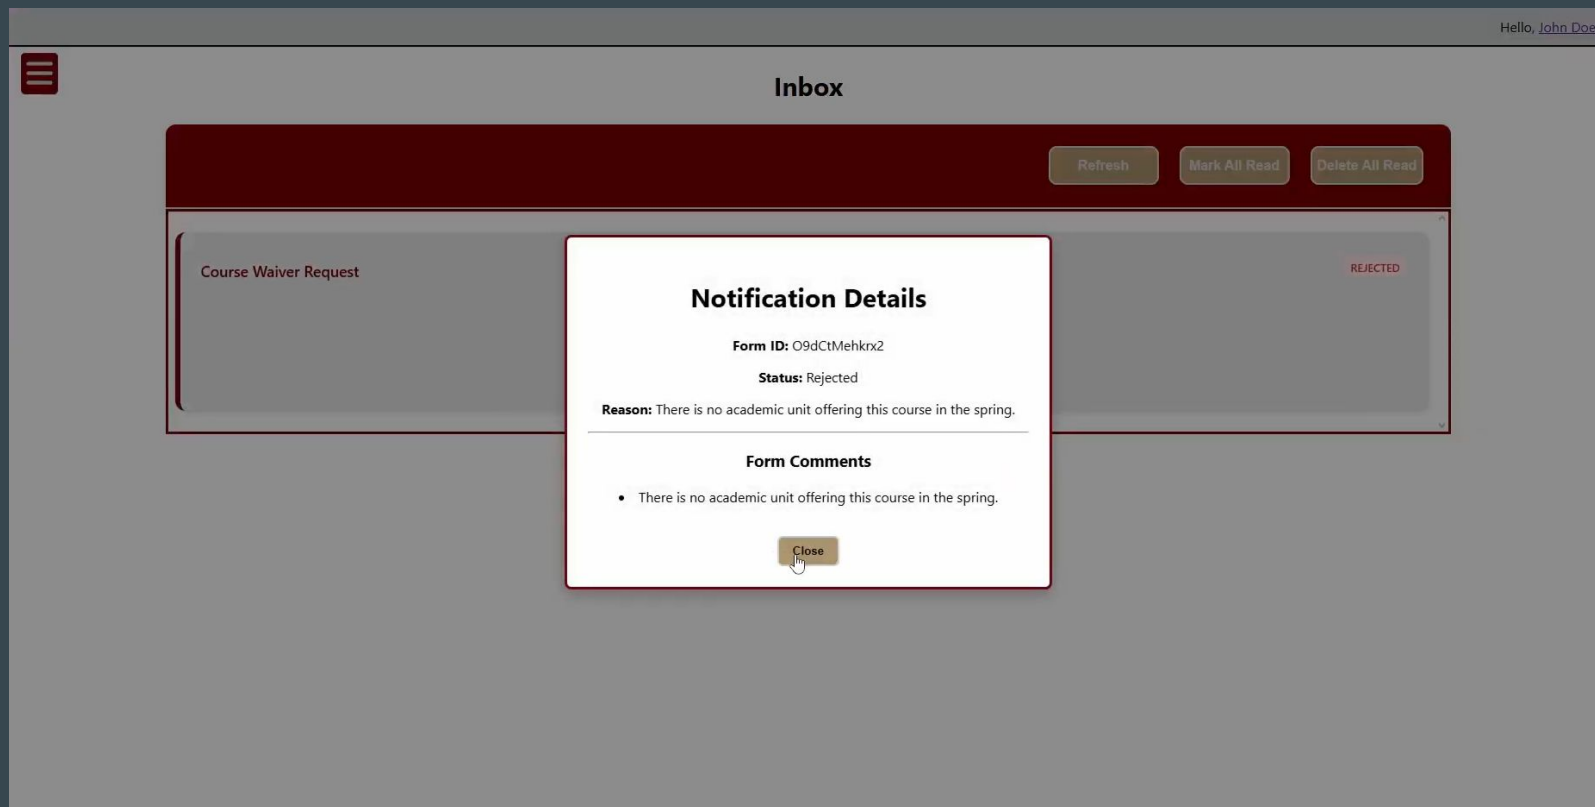 Hello, John Doe
Inbox
Refresh
Mark All Read
Delete All Read
Course Waiver Request
REJECTED
Notification Details
Form ID: O9dCtMehkrx2
Status: Rejected
Reason: There is no academic unit offering this course in the spring.
Form Comments
• There is no academic unit offering this course in the spring.
Close